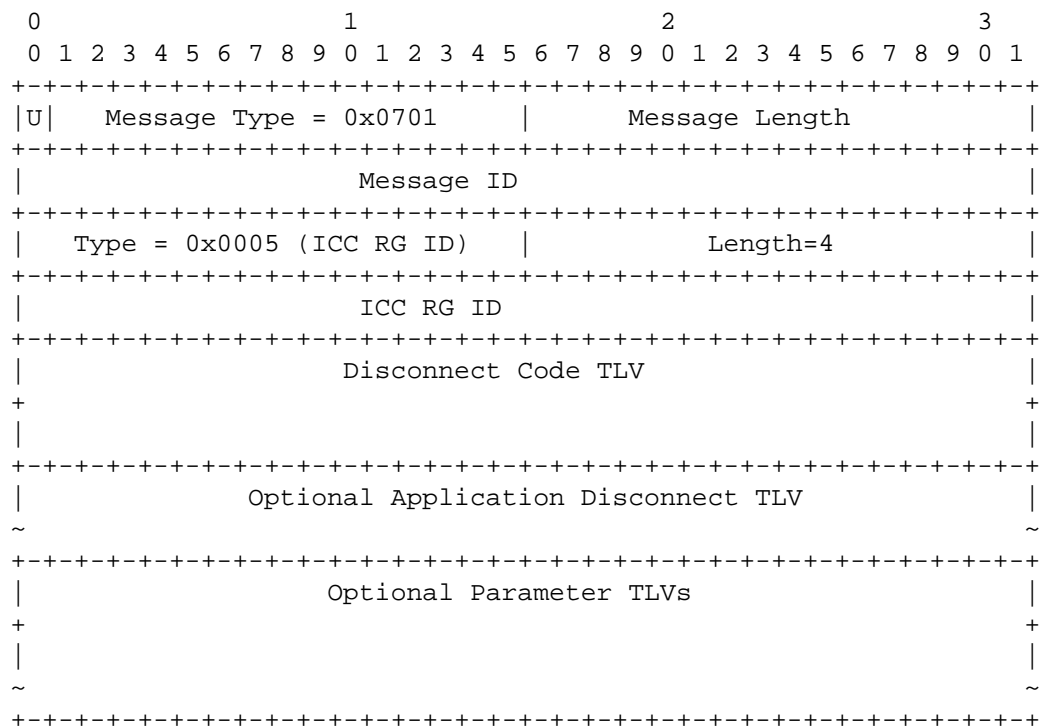 0                   1                   2                   3
 0 1 2 3 4 5 6 7 8 9 0 1 2 3 4 5 6 7 8 9 0 1 2 3 4 5 6 7 8 9 0 1
+-+-+-+-+-+-+-+-+-+-+-+-+-+-+-+-+-+-+-+-+-+-+-+-+-+-+-+-+-+-+-+-+
|U|   Message Type = 0x0701     |      Message Length           |
+-+-+-+-+-+-+-+-+-+-+-+-+-+-+-+-+-+-+-+-+-+-+-+-+-+-+-+-+-+-+-+-+
|                     Message ID                                |
+-+-+-+-+-+-+-+-+-+-+-+-+-+-+-+-+-+-+-+-+-+-+-+-+-+-+-+-+-+-+-+-+
|   Type = 0x0005 (ICC RG ID)   |           Length=4            |
+-+-+-+-+-+-+-+-+-+-+-+-+-+-+-+-+-+-+-+-+-+-+-+-+-+-+-+-+-+-+-+-+
|                     ICC RG ID                                 |
+-+-+-+-+-+-+-+-+-+-+-+-+-+-+-+-+-+-+-+-+-+-+-+-+-+-+-+-+-+-+-+-+
|                    Disconnect Code TLV                        |
+                                                               +
|                                                               |
+-+-+-+-+-+-+-+-+-+-+-+-+-+-+-+-+-+-+-+-+-+-+-+-+-+-+-+-+-+-+-+-+
|              Optional Application Disconnect TLV              |
~                                                               ~
+-+-+-+-+-+-+-+-+-+-+-+-+-+-+-+-+-+-+-+-+-+-+-+-+-+-+-+-+-+-+-+-+
|                   Optional Parameter TLVs                     |
+                                                               +
|                                                               |
~                                                               ~
+-+-+-+-+-+-+-+-+-+-+-+-+-+-+-+-+-+-+-+-+-+-+-+-+-+-+-+-+-+-+-+-+